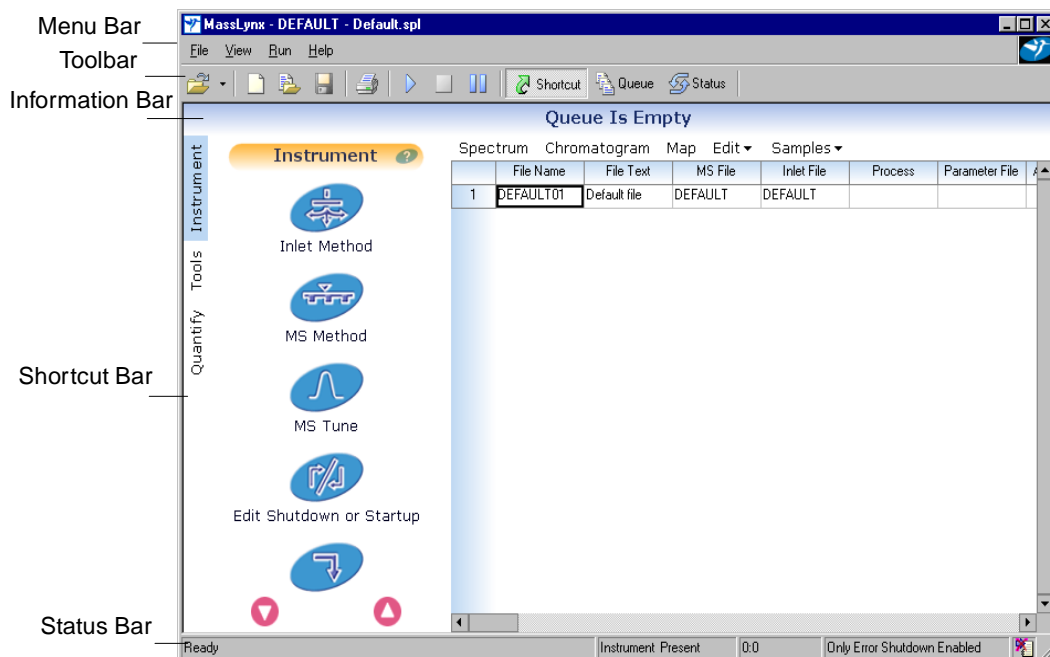 MassLynx - DEFAULT - Default.spl
Menu Bar
File View Run Help
Toolbar
Shortcut Queue Status
Information Bar
Queue Is Empty
Instrument
Tools
Quantify
Instrument ?
Spectrum Chromatogram Map Edit Samples
File Name File Text MS File Inlet File Process Parameter File
1 DEFAULT01 Default file DEFAULT DEFAULT
Inlet Method
MS Method
Shortcut Bar
MS Tune
Edit Shutdown or Startup
Status Bar
Ready Instrument Present 0:0 Only Error Shutdown Enabled